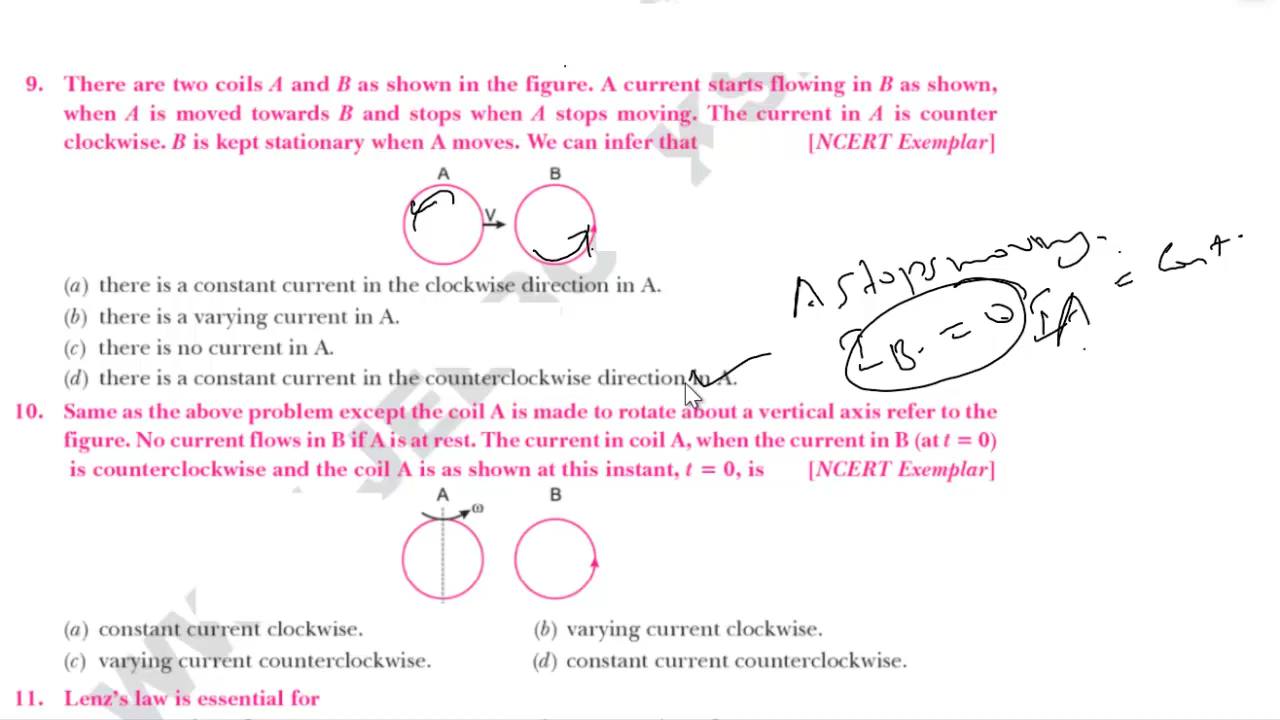 9. There are two coils A and B as shown in the figure. A current starts flowing in B as shown,
when A is moved towards B and stops when A stops moving. The current in A is counter
clockwise. B is kept stationary when A moves. We can infer that [NCERT Exemplar]
A B
V
(a) there is a constant current in the clockwise direction in A.
(b) there is a varying current in A.
(c) there is no current in A.
(d) there is a constant current in the counterclockwise direction in A.
A stops moving.
IB = 0 IA = Const.
10. Same as the above problem except the coil A is made to rotate about a vertical axis refer to the
figure. No current flows in B if A is at rest. The current in coil A, when the current in B (at t = 0)
is counterclockwise and the coil A is as shown at this instant, t = 0, is [NCERT Exemplar]
A B
ω
(a) constant current clockwise. (b) varying current clockwise.
(c) varying current counterclockwise. (d) constant current counterclockwise.
11. Lenz's law is essential for